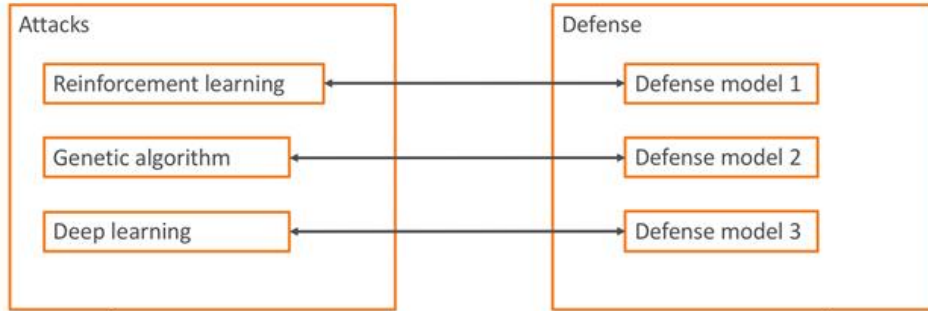 Attacks
Reinforcement learning
Genetic algorithm
Deep learning
Defense
Defense model 1
Defense model 2
Defense model 3